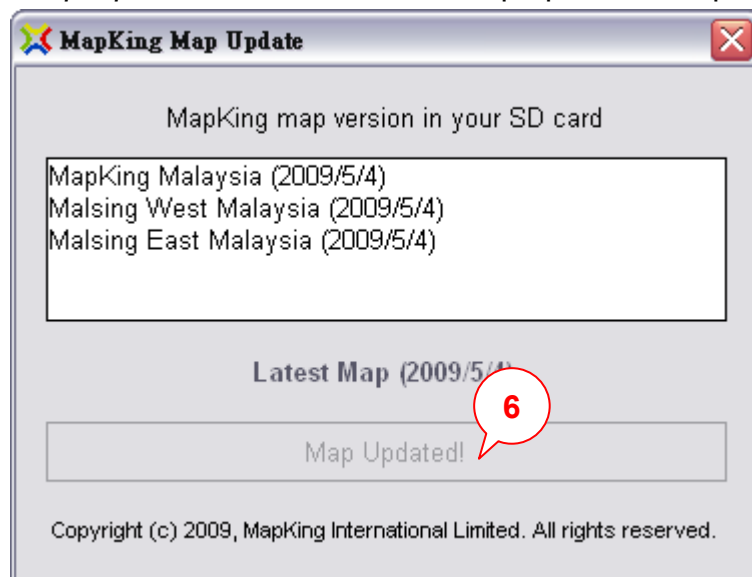 MapKing Map Update
MapKing map version in your SD card
MapKing Malaysia (2009/5/4)
Malsing West Malaysia (2009/5/4)
Malsing East Malaysia (2009/5/4)
Latest Map (2009/5/4)
6
Map Updated!
Copyright (c) 2009, MapKing International Limited. All rights reserved.